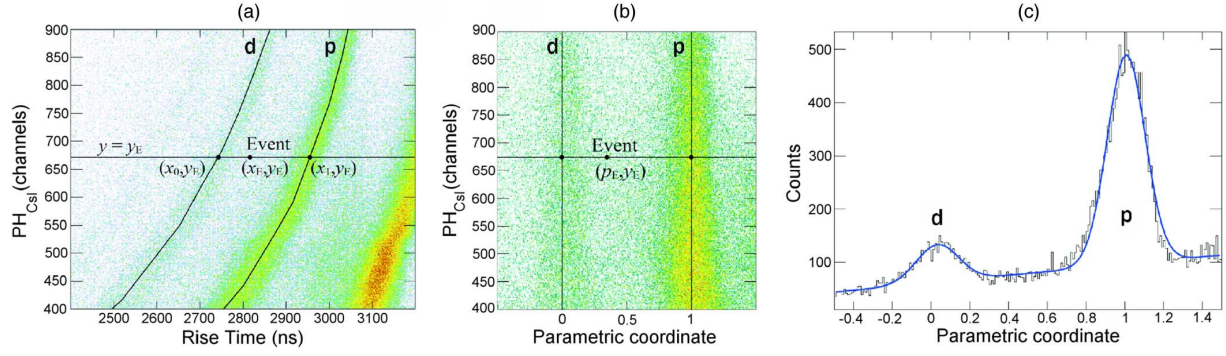 (a)
900
850
800
750
700
650
600
550
500
450
400
PH_CsI (channels)
d
p
y = y_E
Event
(x_0,y_E)
(x_E,y_E)
(x_1,y_E)
2500
2600
2700
2800
2900
3000
3100
Rise Time (ns)
(b)
900
850
800
750
700
650
600
550
500
450
400
PH_CsI (channels)
d
p
Event
(p_E,y_E)
0
0.5
1
Parametric coordinate
(c)
500
400
300
200
100
Counts
d
p
-0.4
-0.2
0
0.2
0.4
0.6
0.8
1
1.2
1.4
Parametric coordinate